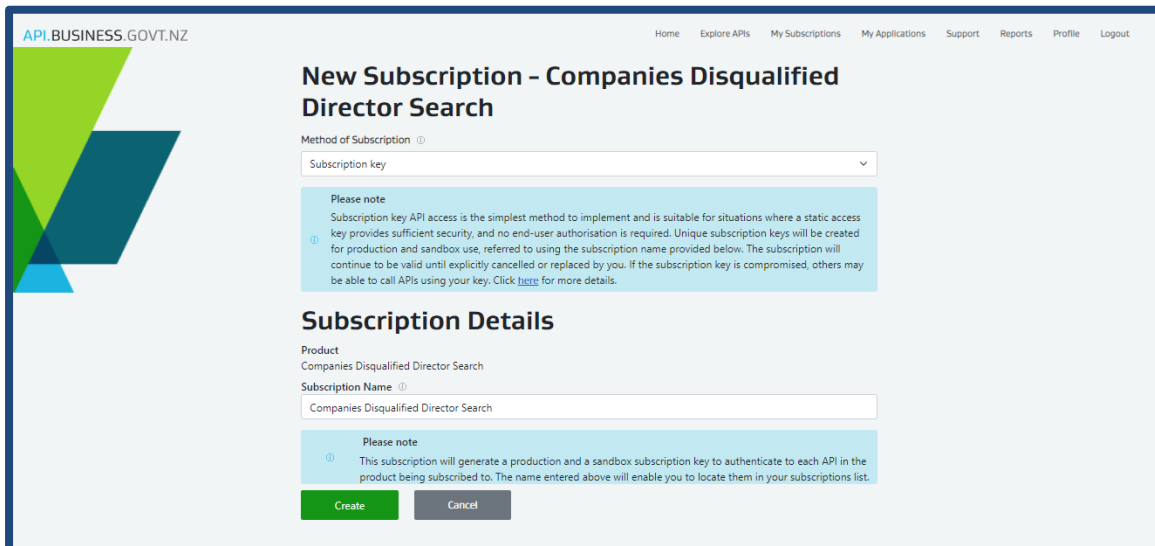 API.BUSINESS.GOVT.NZ
Home Explore APIs My Subscriptions My Applications Support Reports Profile Logout
New Subscription – Companies Disqualified
Director Search
Method of Subscription ⓘ
Subscription key
Please note
Subscription key API access is the simplest method to implement and is suitable for situations where a static access
key provides sufficient security, and no end-user authorisation is required. Unique subscription keys will be created
for production and sandbox use, referred to using the subscription name provided below. The subscription will
continue to be valid until explicitly cancelled or replaced by you. If the subscription key is compromised, others may
be able to call APIs using your key. Click here for more details.
Subscription Details
Product
Companies Disqualified Director Search
Subscription Name ⓘ
Companies Disqualified Director Search
Please note
This subscription will generate a production and a sandbox subscription key to authenticate to each API in the
product being subscribed to. The name entered above will enable you to locate them in your subscriptions list.
Create Cancel